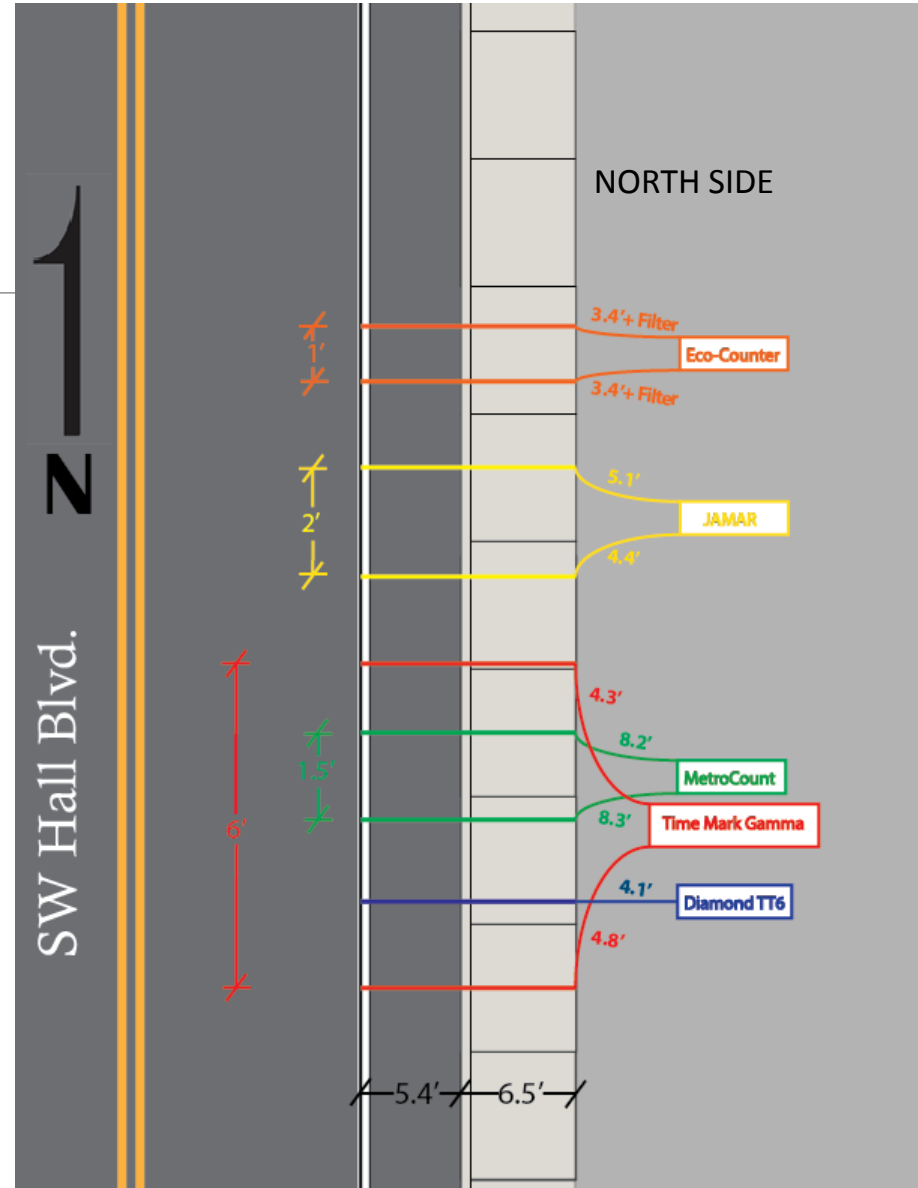 NORTH SIDE
N
SW Hall Blvd.
1'
3.4'+ Filter
Eco-Counter
3.4'+ Filter
2'
5.1'
JAMAR
4.4'
6'
4.3'
1.5'
8.2'
MetroCount
8.3'
Time Mark Gamma
4.1'
Diamond TT6
4.8'
5.4'
6.5'